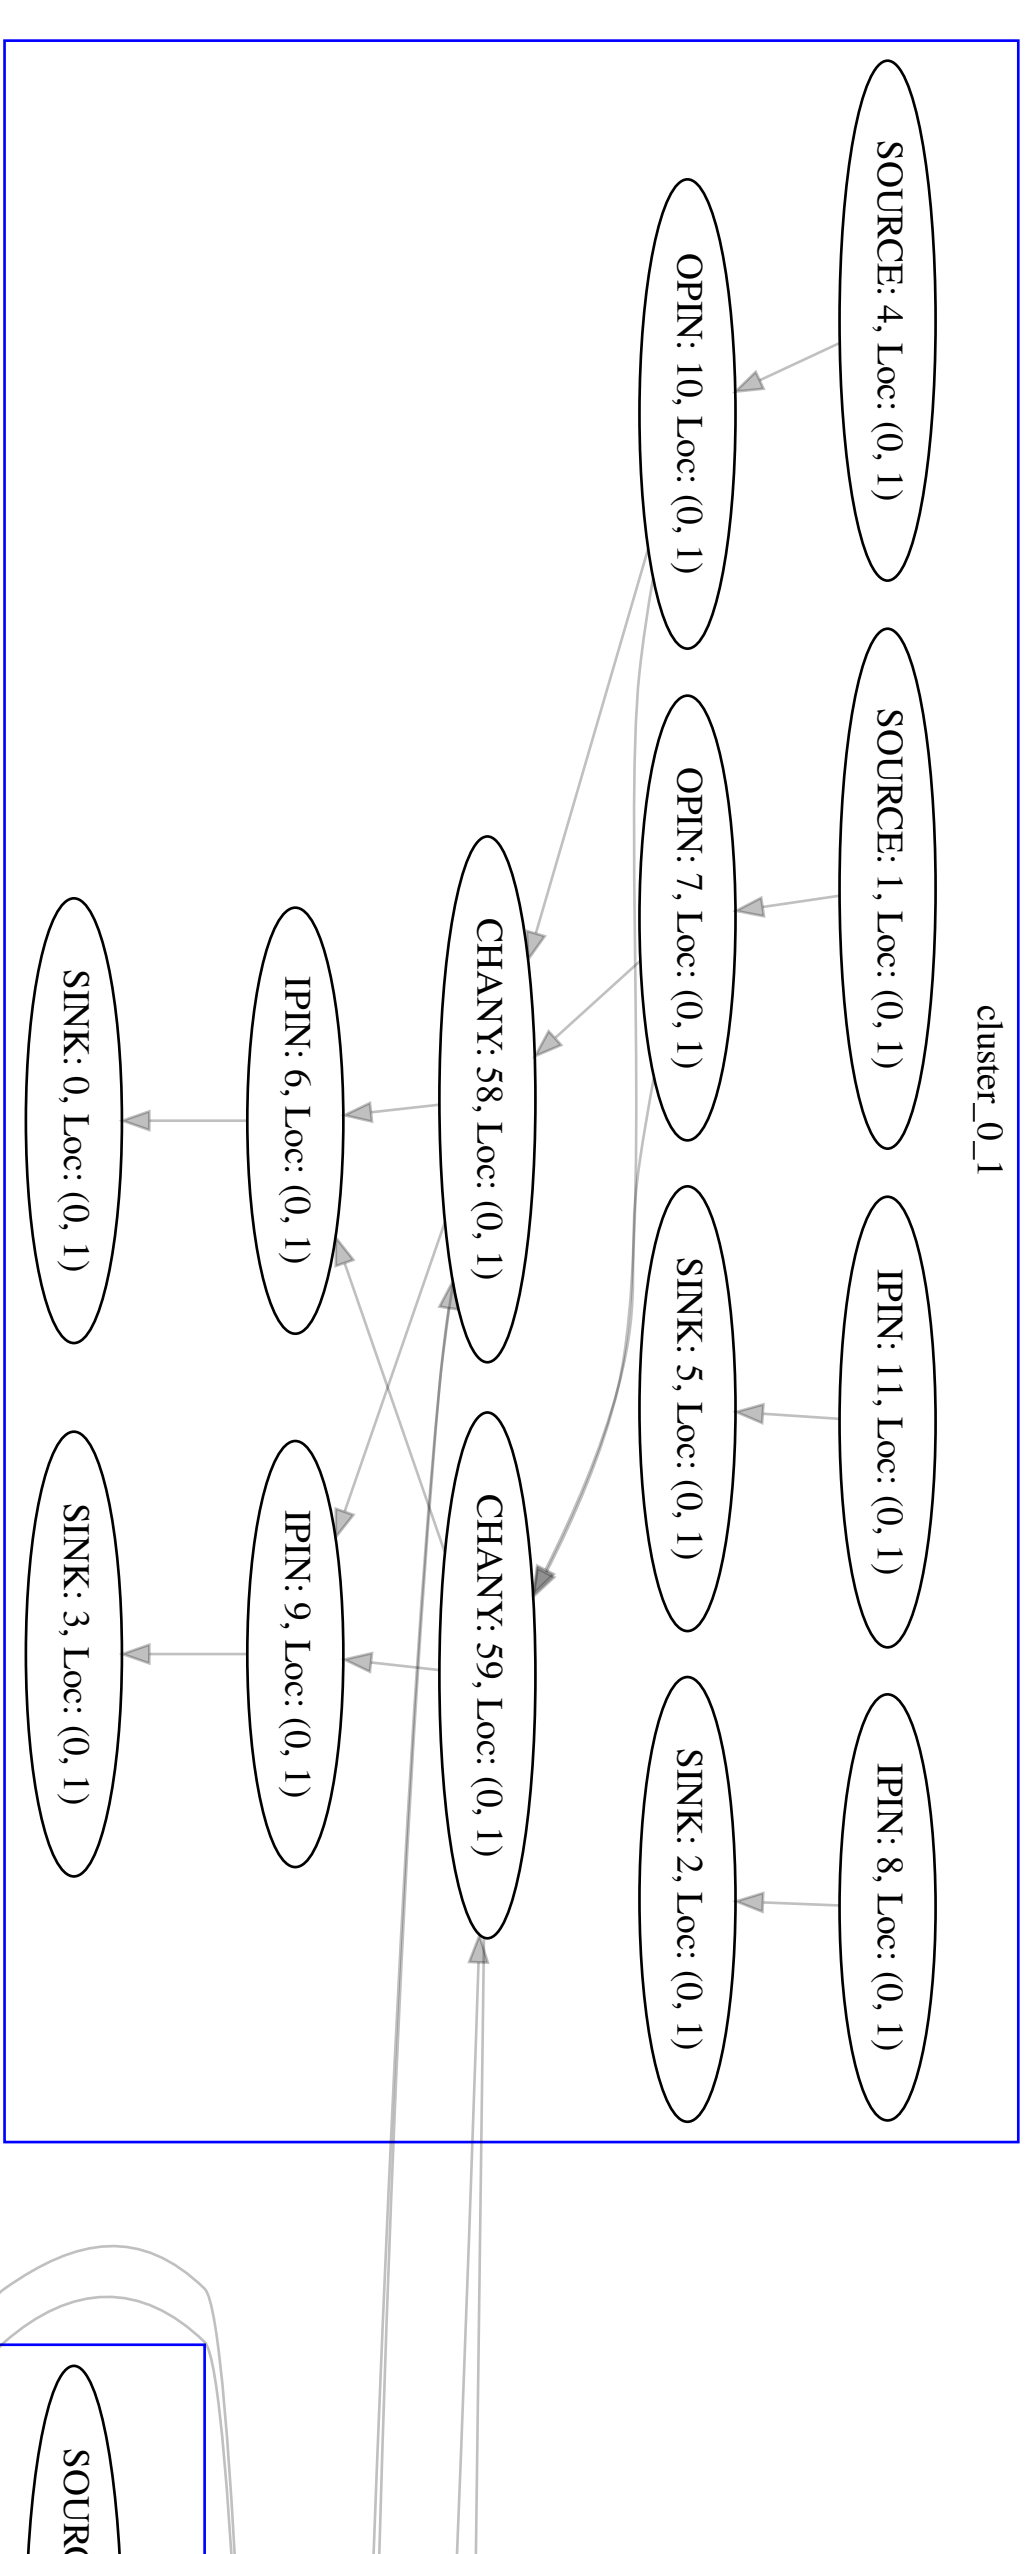 cluster_0_1
SOURCE: 4, Loc: (0, 1)
SOURCE: 1, Loc: (0, 1)
IPIN: 11, Loc: (0, 1)
IPIN: 8, Loc: (0, 1)
OPIN: 10, Loc: (0, 1)
OPIN: 7, Loc: (0, 1)
SINK: 5, Loc: (0, 1)
SINK: 2, Loc: (0, 1)
CHANY: 58, Loc: (0, 1)
CHANY: 59, Loc: (0, 1)
IPIN: 6, Loc: (0, 1)
IPIN: 9, Loc: (0, 1)
SINK: 0, Loc: (0, 1)
SINK: 3, Loc: (0, 1)